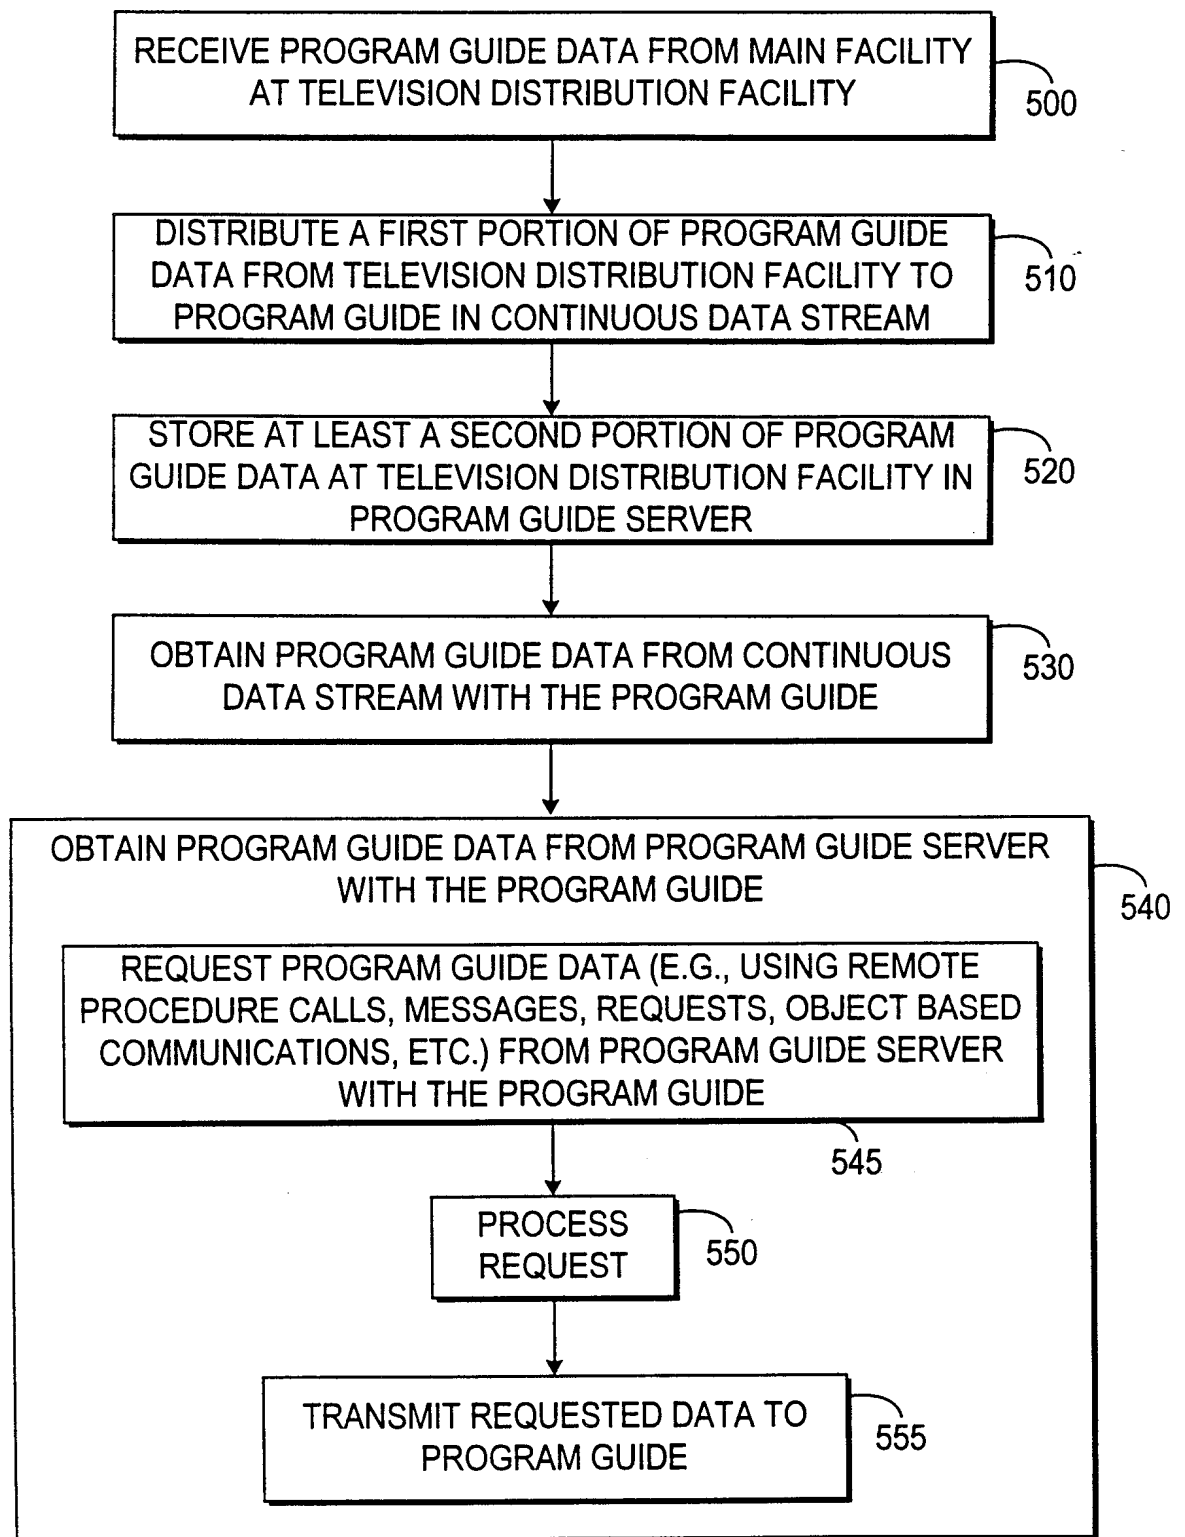 RECEIVE PROGRAM GUIDE DATA FROM MAIN FACILITY
AT TELEVISION DISTRIBUTION FACILITY
500
DISTRIBUTE A FIRST PORTION OF PROGRAM GUIDE
DATA FROM TELEVISION DISTRIBUTION FACILITY TO
PROGRAM GUIDE IN CONTINUOUS DATA STREAM
510
STORE AT LEAST A SECOND PORTION OF PROGRAM
GUIDE DATA AT TELEVISION DISTRIBUTION FACILITY IN
PROGRAM GUIDE SERVER
520
OBTAIN PROGRAM GUIDE DATA FROM CONTINUOUS
DATA STREAM WITH THE PROGRAM GUIDE
530
OBTAIN PROGRAM GUIDE DATA FROM PROGRAM GUIDE SERVER
WITH THE PROGRAM GUIDE
540
REQUEST PROGRAM GUIDE DATA (E.G., USING REMOTE
PROCEDURE CALLS, MESSAGES, REQUESTS, OBJECT BASED
COMMUNICATIONS, ETC.) FROM PROGRAM GUIDE SERVER
WITH THE PROGRAM GUIDE
545
PROCESS
REQUEST
550
TRANSMIT REQUESTED DATA TO
PROGRAM GUIDE
555